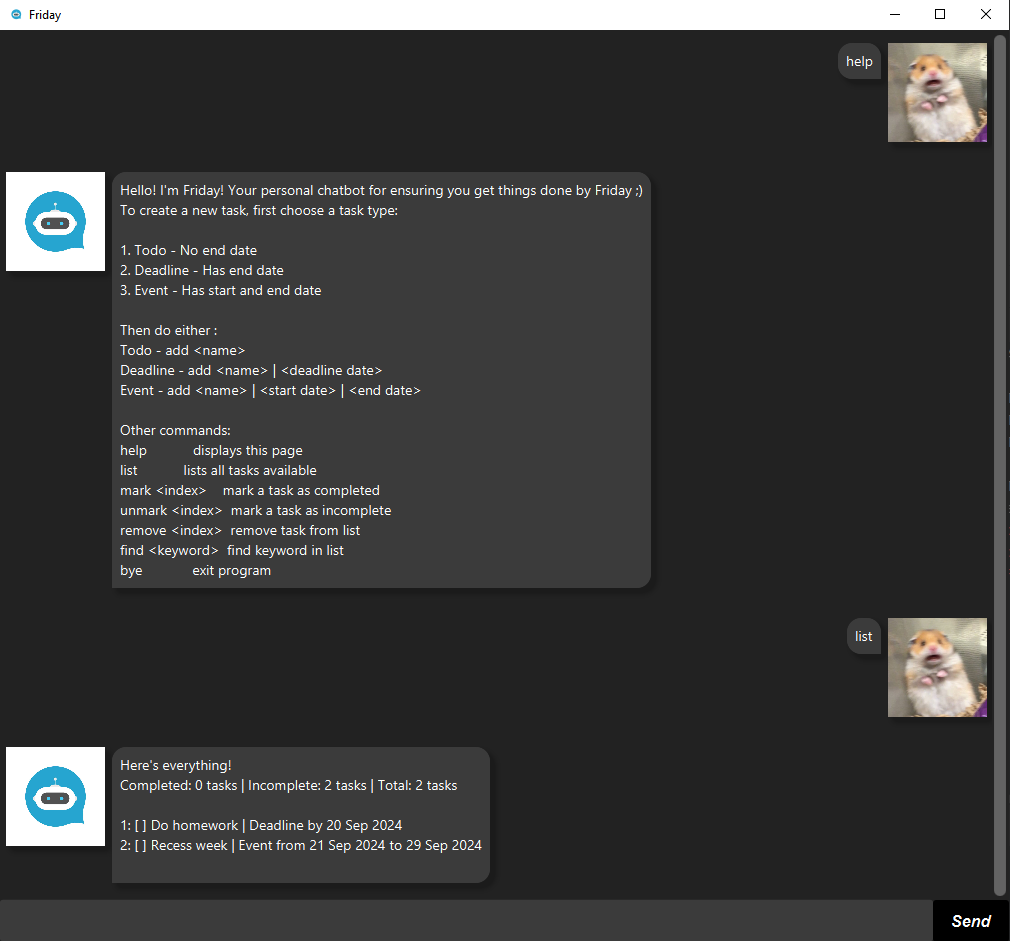 Friday
help
Hello! I'm Friday! Your personal chatbot for ensuring you get things done by Friday ;)
To create a new task, first choose a task type:
1. Todo - No end date
2. Deadline - Has end date
3. Event - Has start and end date
Then do either :
Todo - add <name>
Deadline - add <name> | <deadline date>
Event - add <name> | <start date> | <end date>
Other commands:
help displays this page
list lists all tasks available
mark <index> mark a task as completed
unmark <index> mark a task as incomplete
remove <index> remove task from list
find <keyword> find keyword in list
bye exit program
list
Here's everything!
Completed: 0 tasks | Incomplete: 2 tasks | Total: 2 tasks
1: [ ] Do homework | Deadline by 20 Sep 2024
2: [ ] Recess week | Event from 21 Sep 2024 to 29 Sep 2024
Send